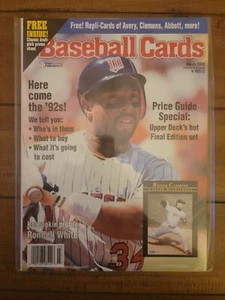 FREE
INSIDE!
Free! Repli-Cards of Avery, Clemens, Abbott, more!
Baseball Cards
Here
come
the '92s!
We tell you:
• Who's in them
• What to buy
• What it's going
to cost
Price Guide
Special:
Upper Deck's hot
Final Edition set
Rondell White
34